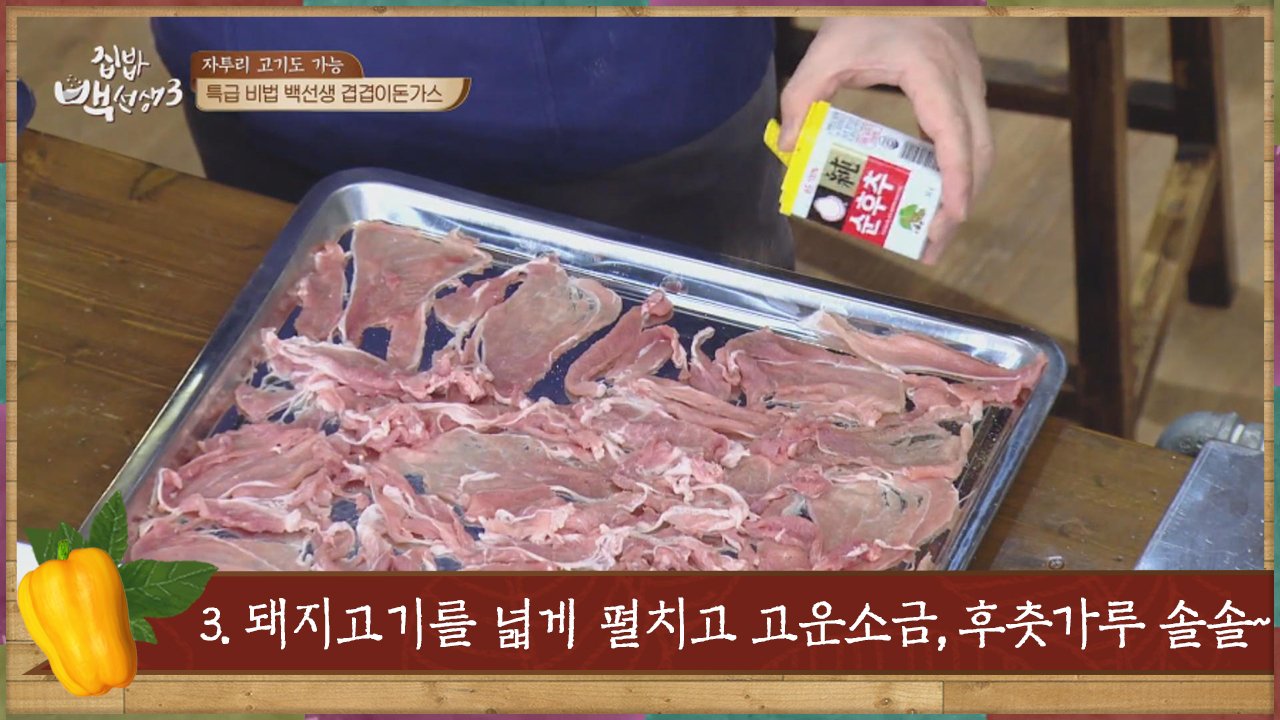 집밥
백선생3
자투리 고기도 가능
특급 비법 백선생 겹겹이돈가스
純
순후추
3. 돼지고기를 넓게 펼치고 고운소금, 후춧가루 솔솔~